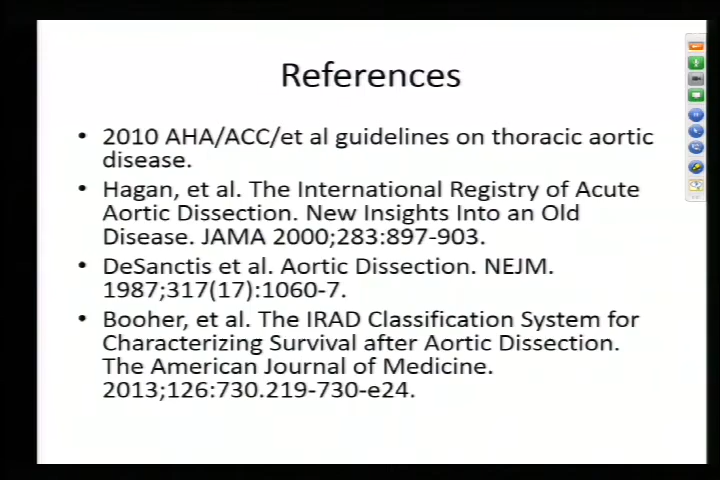 References
• 2010 AHA/ACC/et al guidelines on thoracic aortic
disease.
• Hagan, et al. The International Registry of Acute
Aortic Dissection. New Insights Into an Old
Disease. JAMA 2000;283:897-903.
• DeSanctis et al. Aortic Dissection. NEJM.
1987;317(17):1060-7.
• Booher, et al. The IRAD Classification System for
Characterizing Survival after Aortic Dissection.
The American Journal of Medicine.
2013;126:730.219-730-e24.